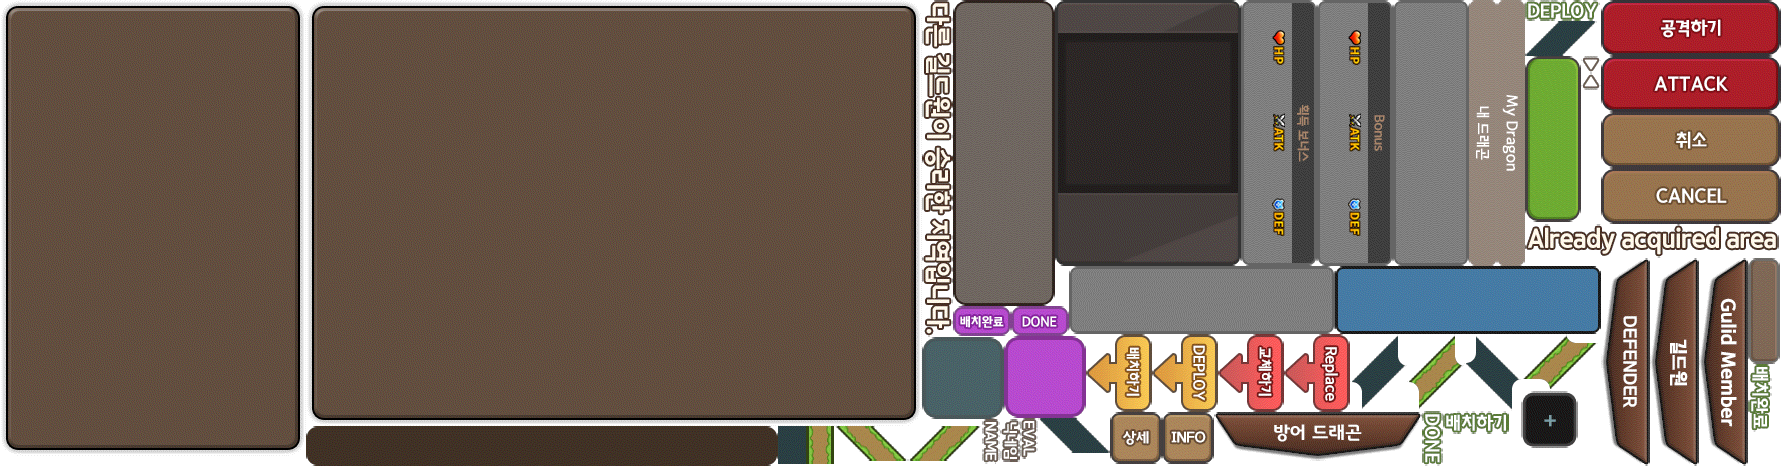 다른 길드원이 승리한 지역입니다.
HP
ATK
DEF
획득 보너스
HP
ATK
DEF
Bonus
My Dragon
내 드래곤
DEPLOY
공격하기
ATTACK
취소
CANCEL
Already acquired area
배치완료
DONE
배치하기
DEPLOY
교체하기
Replace
DEFENDER
길드원
Gulid Member
배치완료
EVAL
닉네임
NAME
상세
INFO
방어 드래곤
DONE
배치하기
+